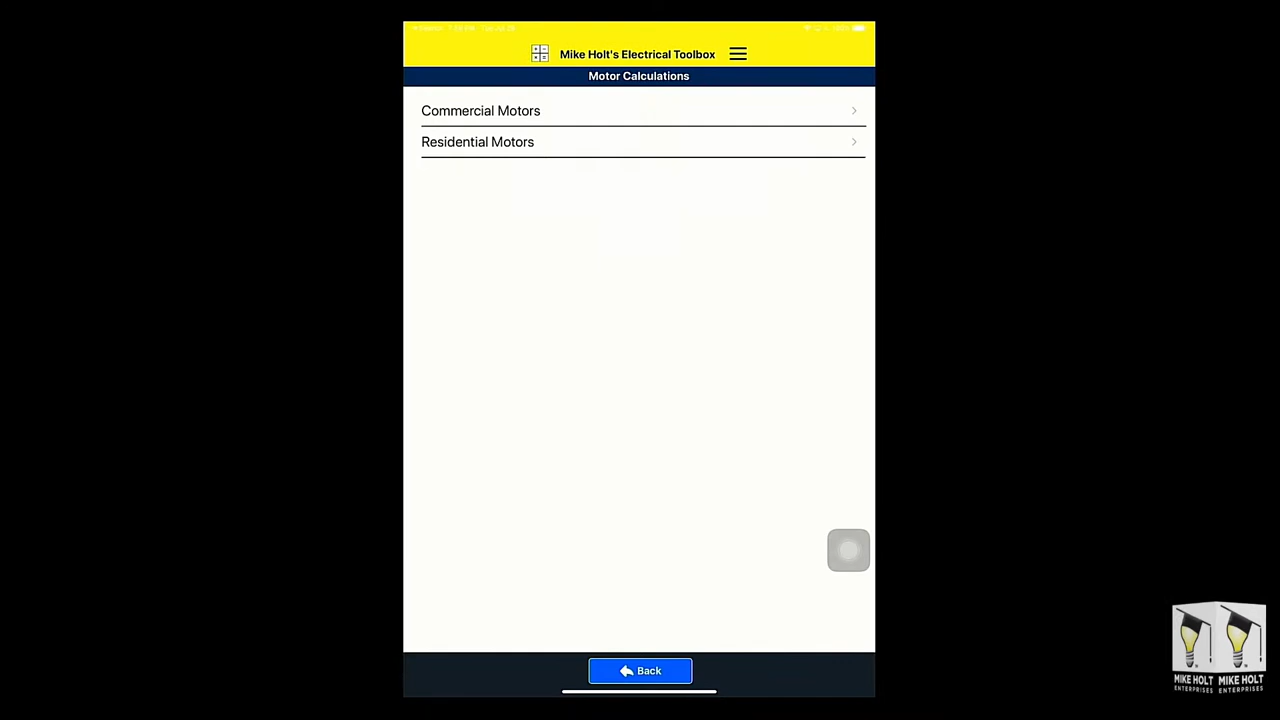 Mike Holt's Electrical Toolbox
Motor Calculations
Commercial Motors
Residential Motors
Back
MIKE HOLT MIKE HOLT
ENTERPRISES ENTERPRISES